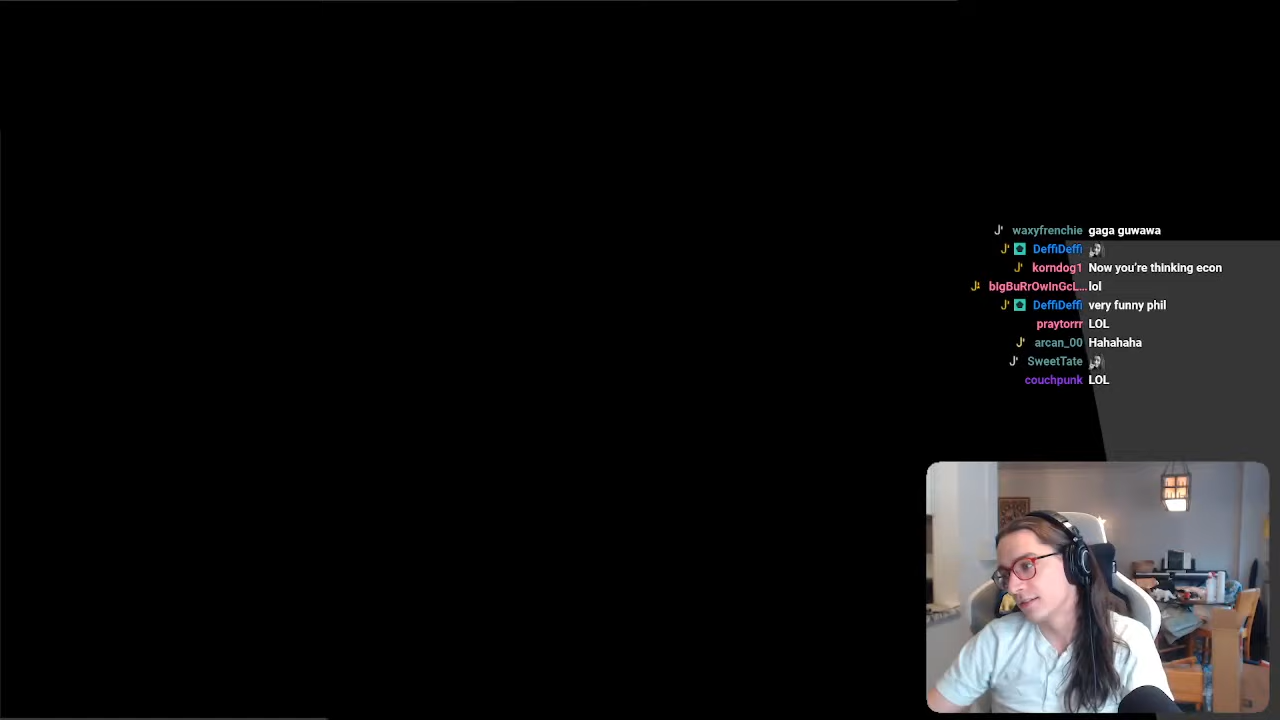 waxyfrenchie gaga guwawa
DeffiDeffi
korndog1 Now you're thinking econ
bIgBuRrOwInGcL... lol
DeffiDeffi very funny phil
praytorrr LOL
arcan_00 Hahahaha
SweetTate
couchpunk LOL